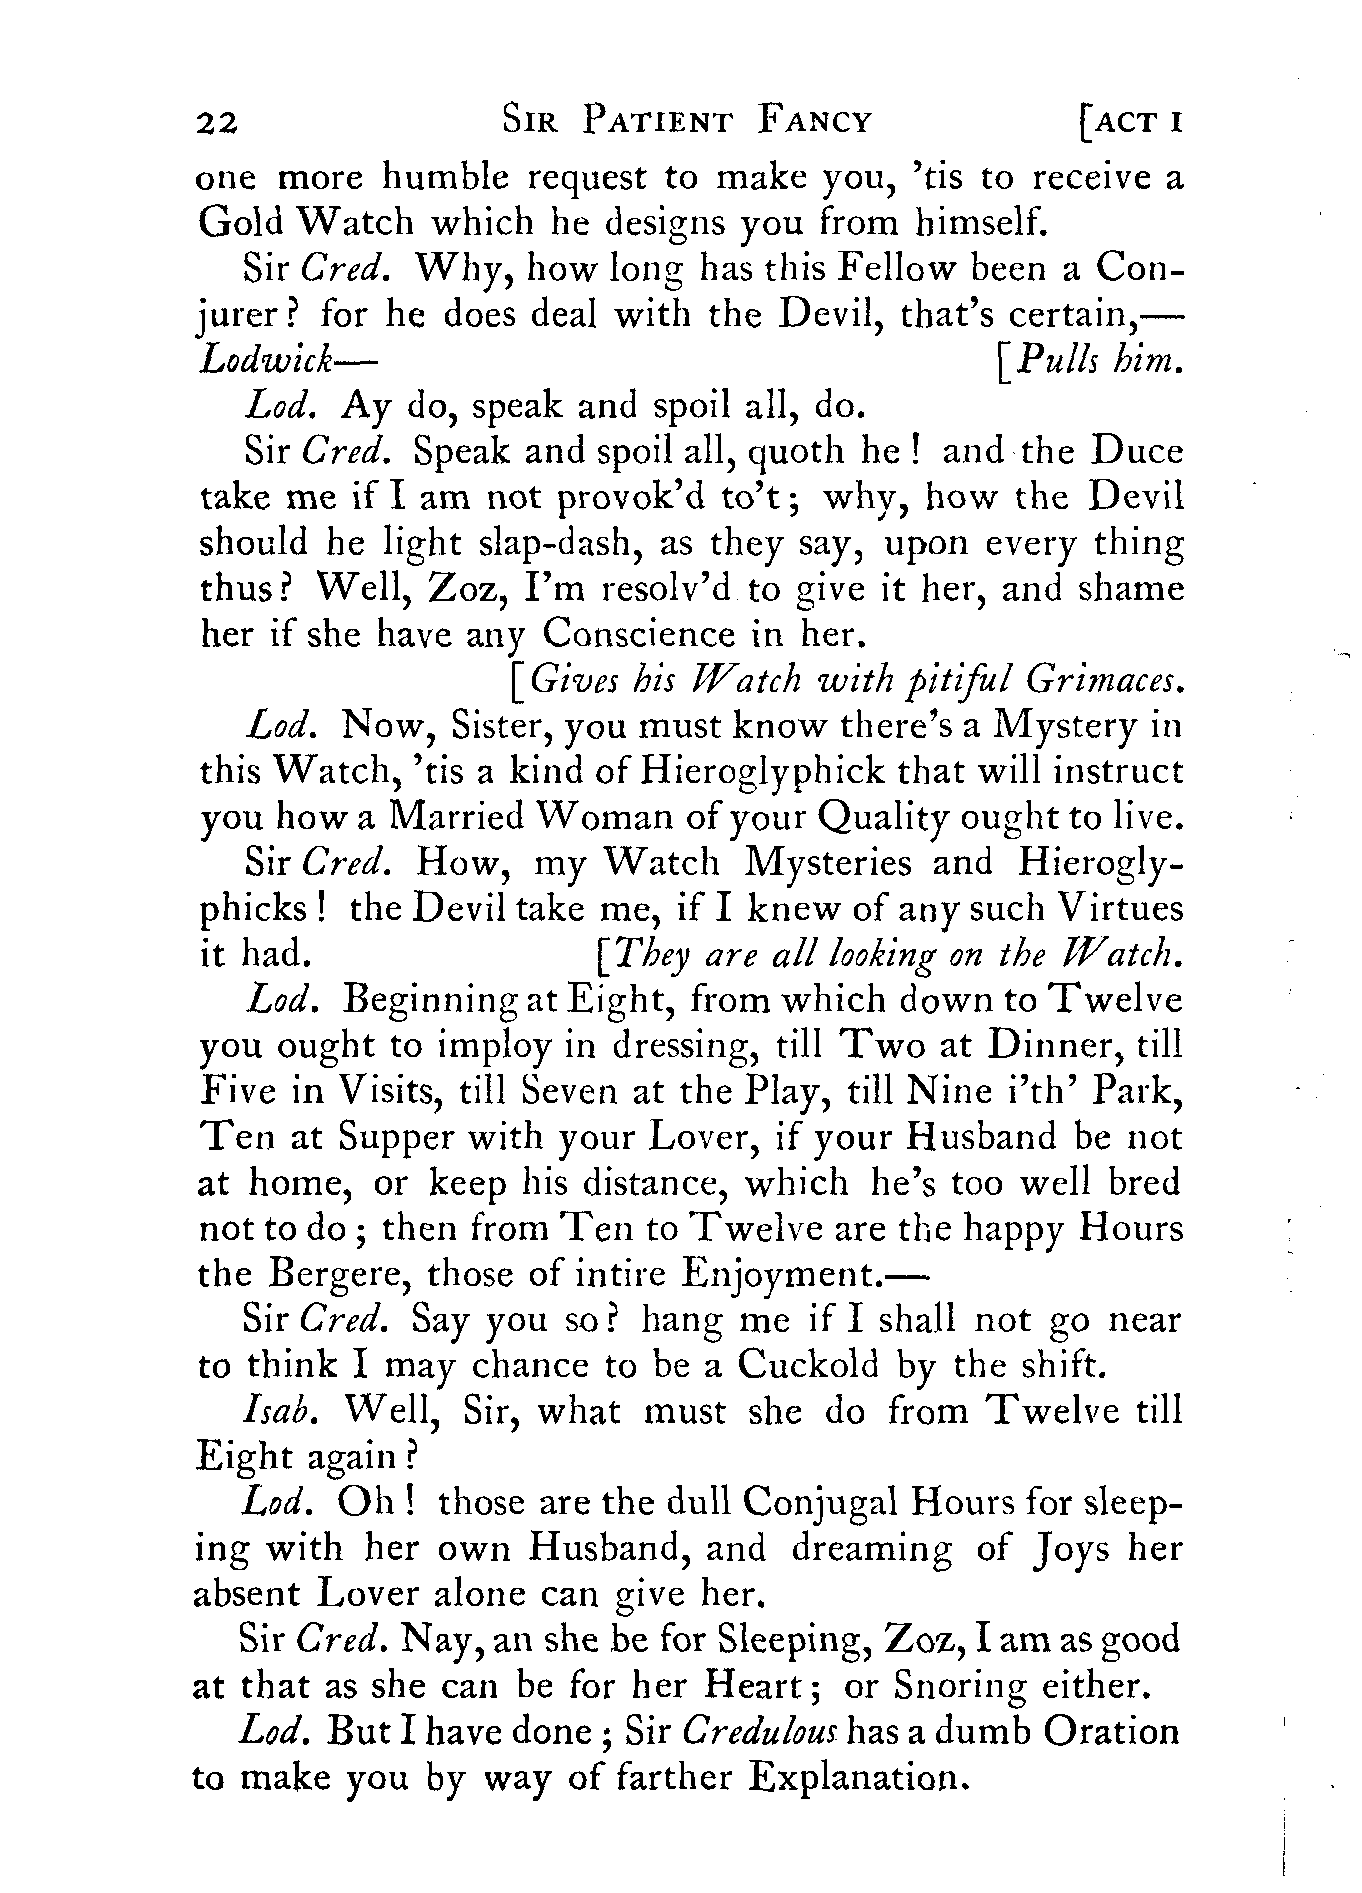 22 SIR PATIENT FANCY [ACT I
one more humble request to make you, 'tis to receive a
Gold Watch which he designs you from himself.
Sir Cred. Why, how long has this Fellow been a Con-
jurer? for he does deal with the Devil, that's certain,—
Lodwick— [Pulls him.
Lod. Ay do, speak and spoil all, do.
Sir Cred. Speak and spoil all, quoth he! and the Duce
take me if I am not provok'd to't; why, how the Devil
should he light slap-dash, as they say, upon every thing
thus? Well, Zoz, I'm resolv'd to give it her, and shame
her if she have any Conscience in her.
[Gives his Watch with pitiful Grimaces.
Lod. Now, Sister, you must know there's a Mystery in
this Watch, 'tis a kind of Hieroglyphick that will instruct
you how a Married Woman of your Quality ought to live.
Sir Cred. How, my Watch Mysteries and Hierogly-
phicks! the Devil take me, if I knew of any such Virtues
it had. [They are all looking on the Watch.
Lod. Beginning at Eight, from which down to Twelve
you ought to imploy in dressing, till Two at Dinner, till
Five in Visits, till Seven at the Play, till Nine i'th' Park,
Ten at Supper with your Lover, if your Husband be not
at home, or keep his distance, which he's too well bred
not to do; then from Ten to Twelve are the happy Hours
the Bergere, those of intire Enjoyment.—
Sir Cred. Say you so? hang me if I shall not go near
to think I may chance to be a Cuckold by the shift.
Isab. Well, Sir, what must she do from Twelve till
Eight again?
Lod. Oh! those are the dull Conjugal Hours for sleep-
ing with her own Husband, and dreaming of Joys her
absent Lover alone can give her.
Sir Cred. Nay, an she be for Sleeping, Zoz, I am as good
at that as she can be for her Heart; or Snoring either.
Lod. But I have done; Sir Credulous has a dumb Oration
to make you by way of farther Explanation.